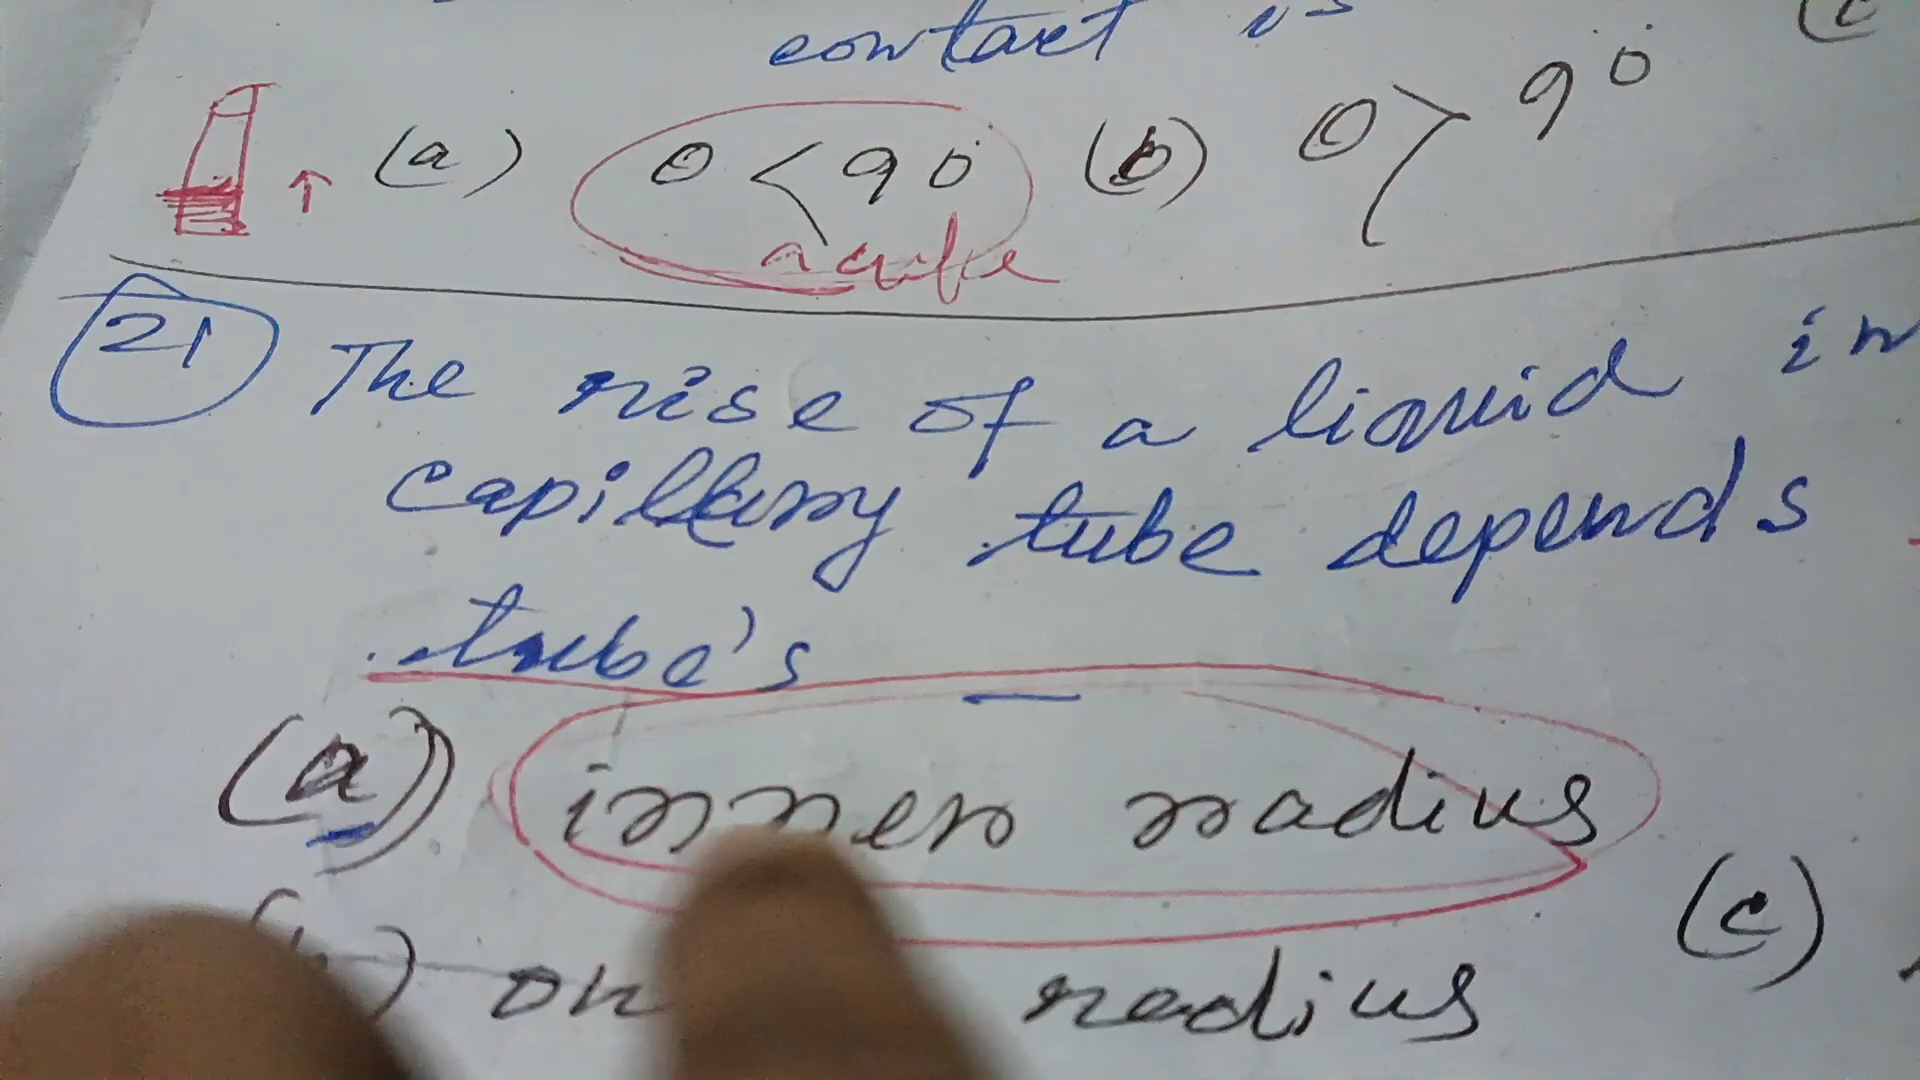 contact is
(c
(a) θ < 90° (b) θ > 90°
acute
21 The rise of a liquid in
capillary tube depends
tube's
(a) inner radius
(c)
radius